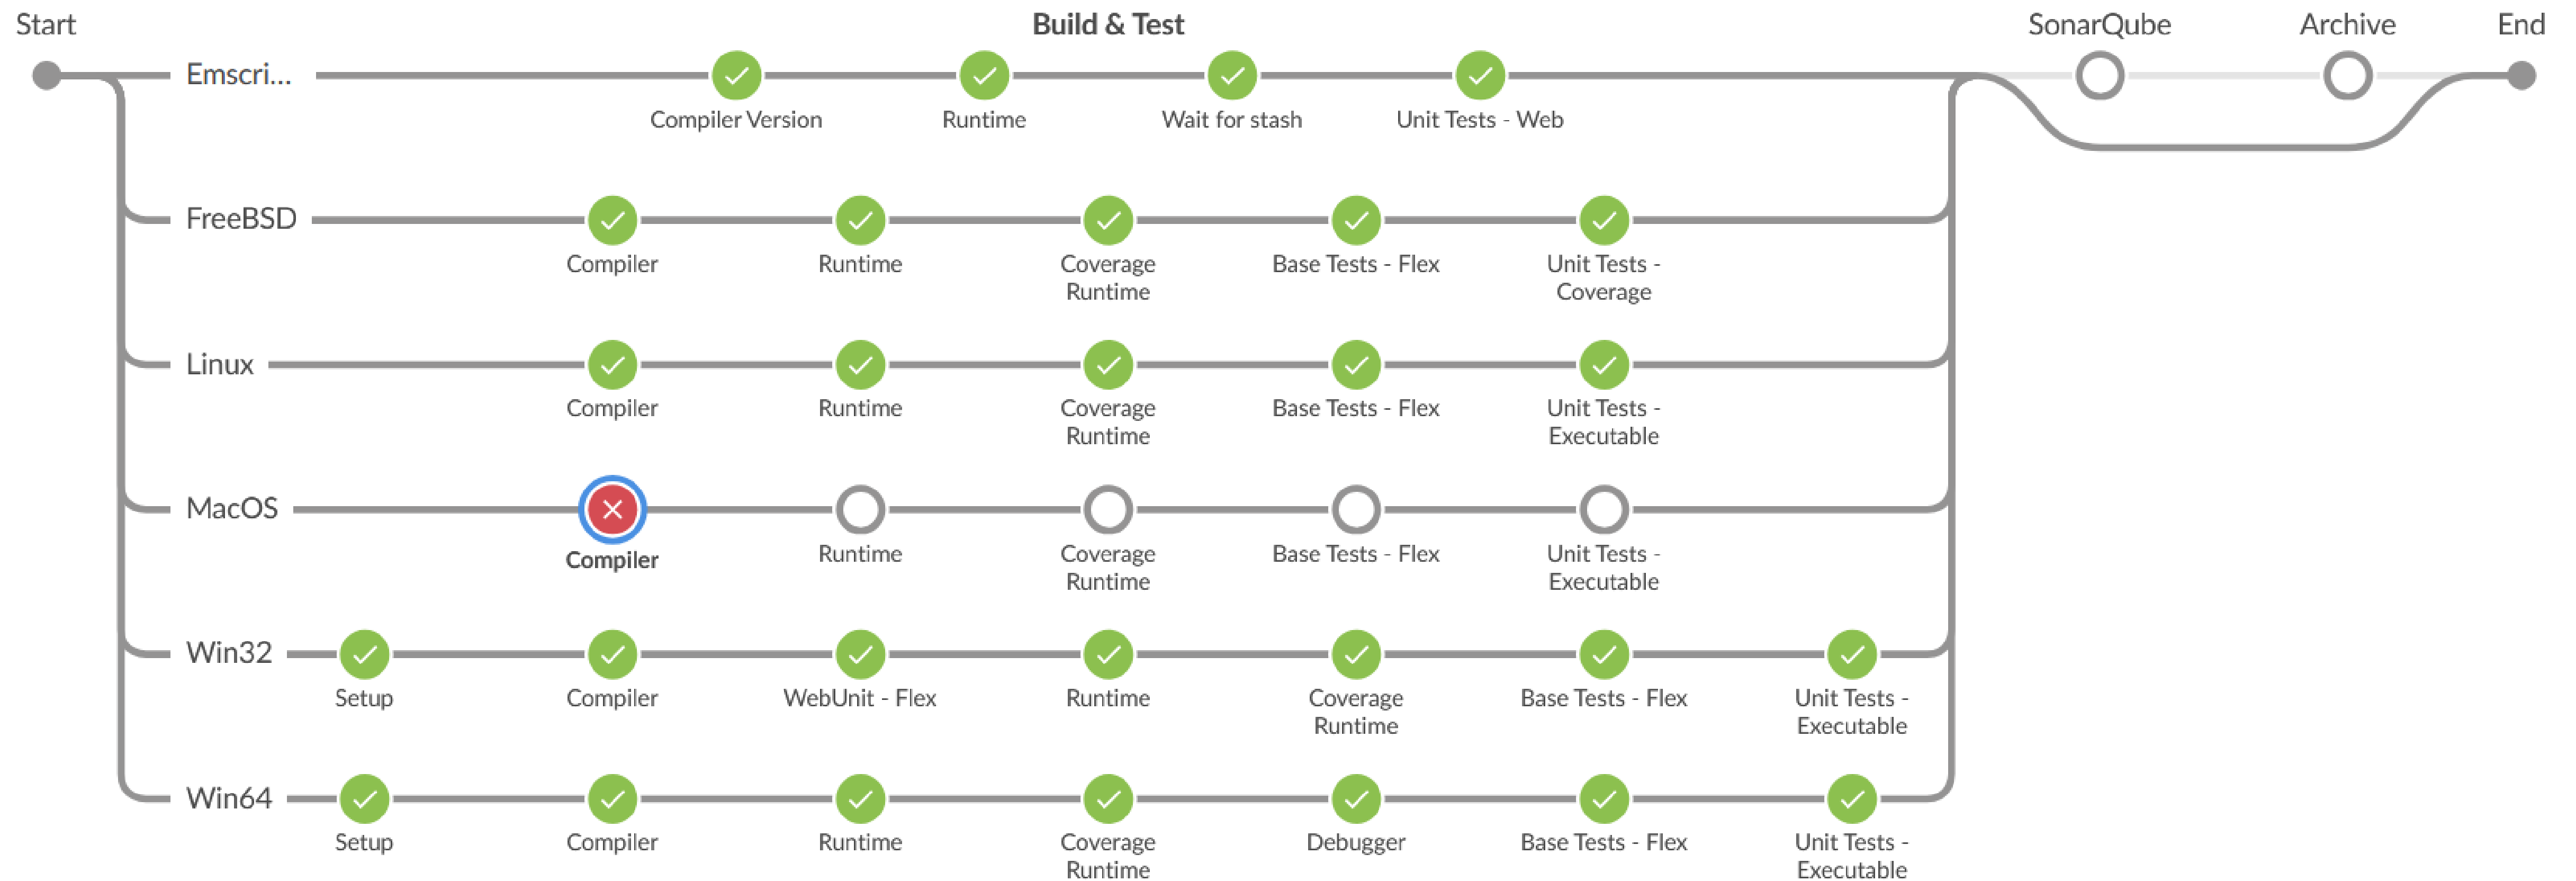 Start
Build & Test
SonarQube
Archive
End
Emscri...
Compiler Version
Runtime
Wait for stash
Unit Tests - Web
FreeBSD
Compiler
Runtime
Coverage
Runtime
Base Tests - Flex
Unit Tests -
Coverage
Linux
Compiler
Runtime
Coverage
Runtime
Base Tests - Flex
Unit Tests -
Executable
MacOS
Compiler
Runtime
Coverage
Runtime
Base Tests - Flex
Unit Tests -
Executable
Win32
Setup
Compiler
WebUnit - Flex
Runtime
Coverage
Runtime
Base Tests - Flex
Unit Tests -
Executable
Win64
Setup
Compiler
Runtime
Coverage
Runtime
Debugger
Base Tests - Flex
Unit Tests -
Executable